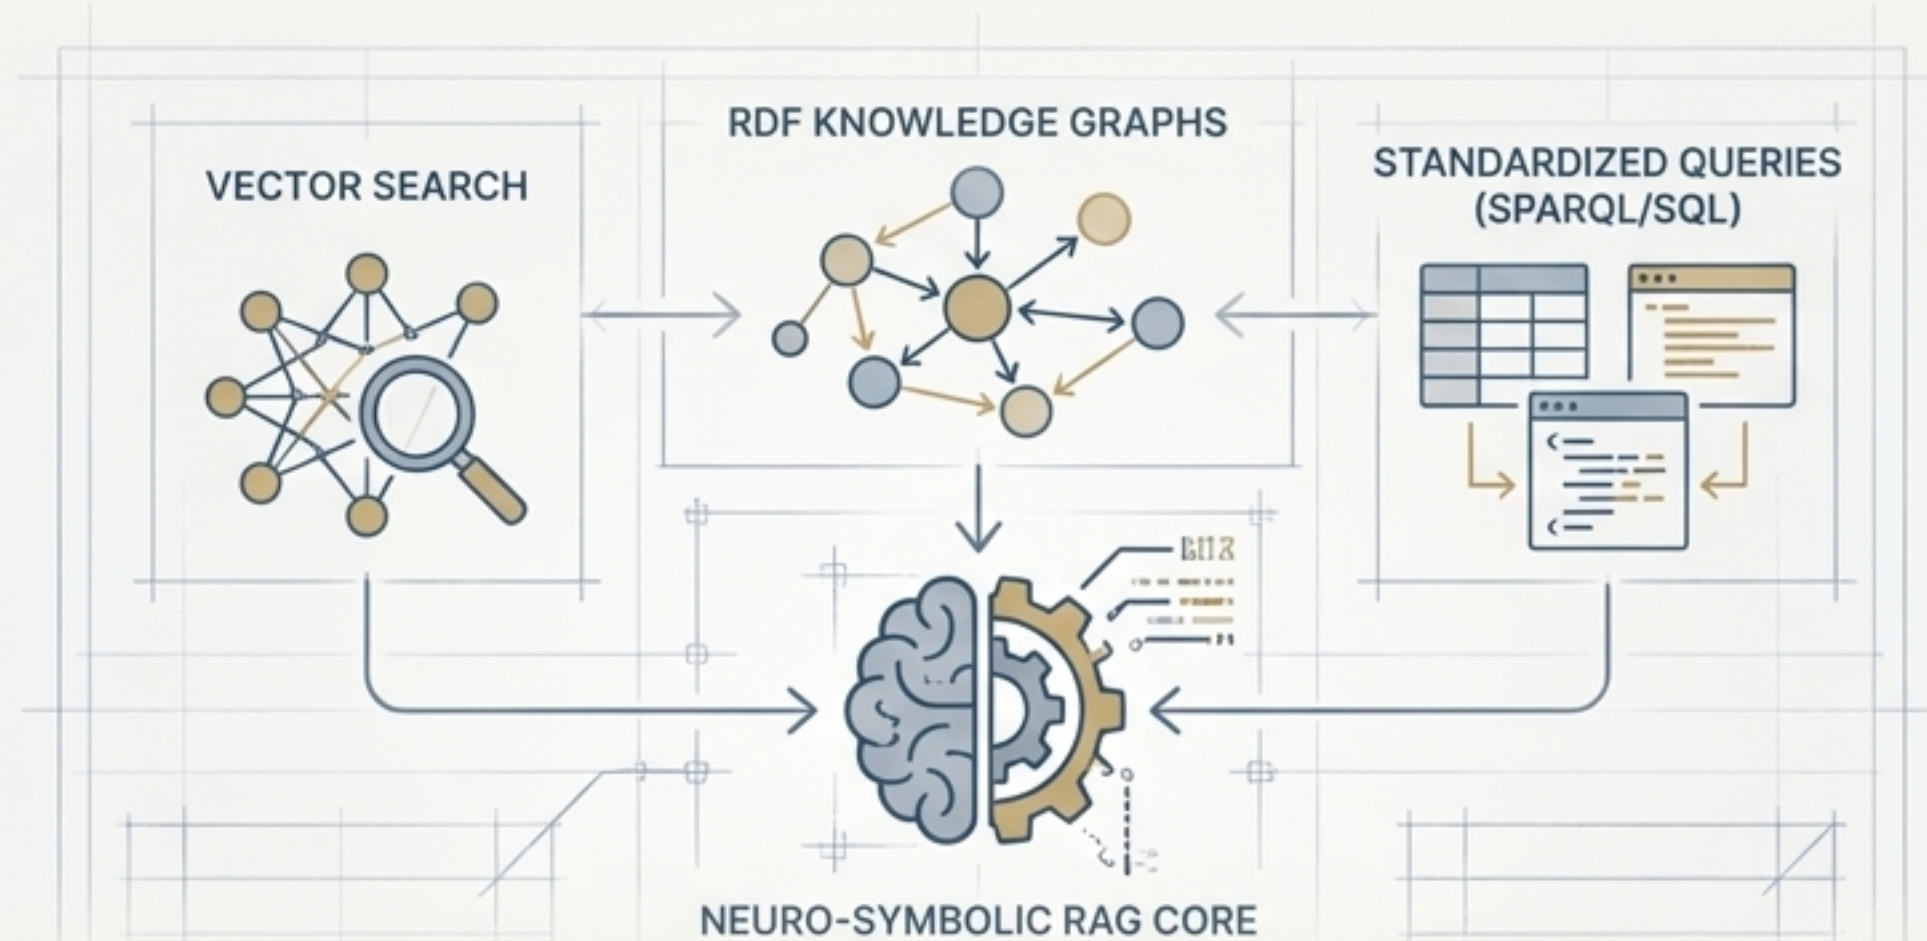 RDF KNOWLEDGE GRAPHS
VECTOR SEARCH
STANDARDIZED QUERIES
(SPARQL/SQL)
NEURO-SYMBOLIC RAG CORE